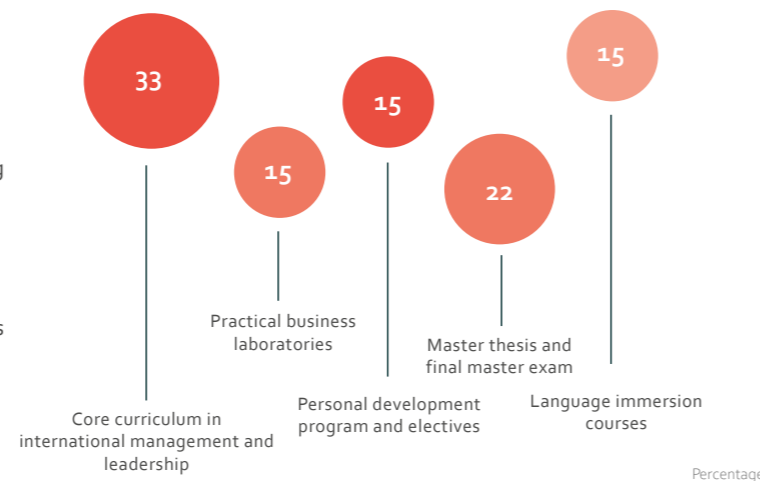 33
15
15
22
15
Practical business
laboratories
Master thesis and
final master exam
Personal development
program and electives
Language immersion
courses
Core curriculum in
international management and
leadership
Percentage